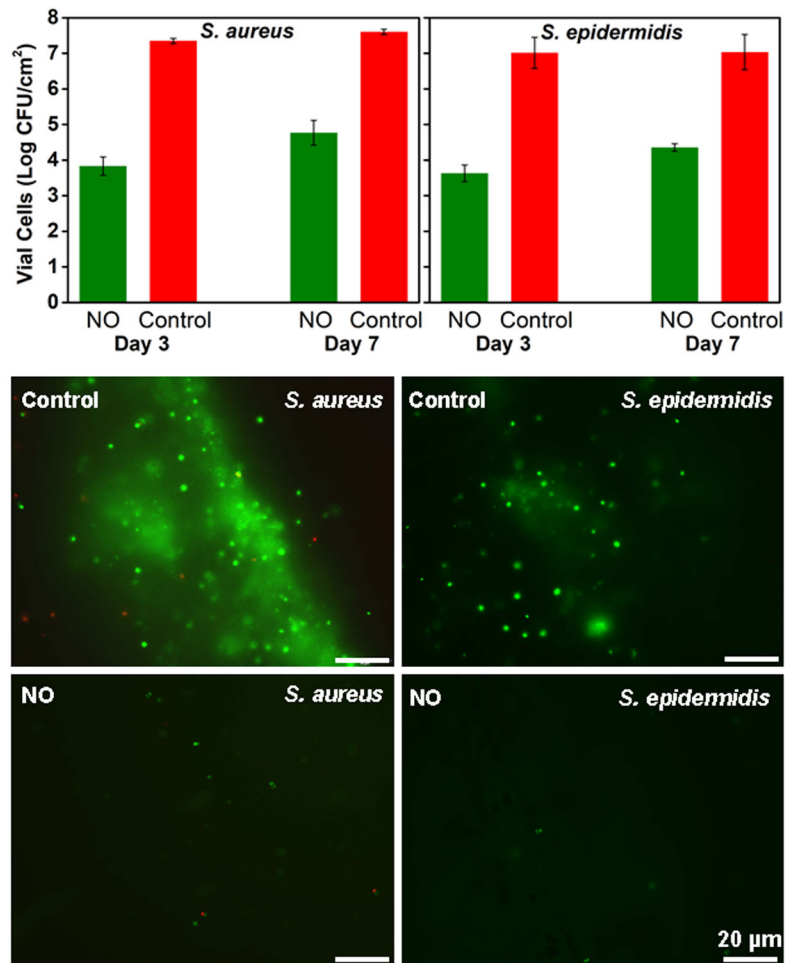 Vial Cells (Log CFU/cm²)
8
7
6
5
4
3
2
1
0
S. aureus
S. epidermidis
NO Control NO Control NO Control NO Control
Day 3 Day 7 Day 3 Day 7
Control S. aureus
Control S. epidermidis
NO S. aureus
NO S. epidermidis
20 µm